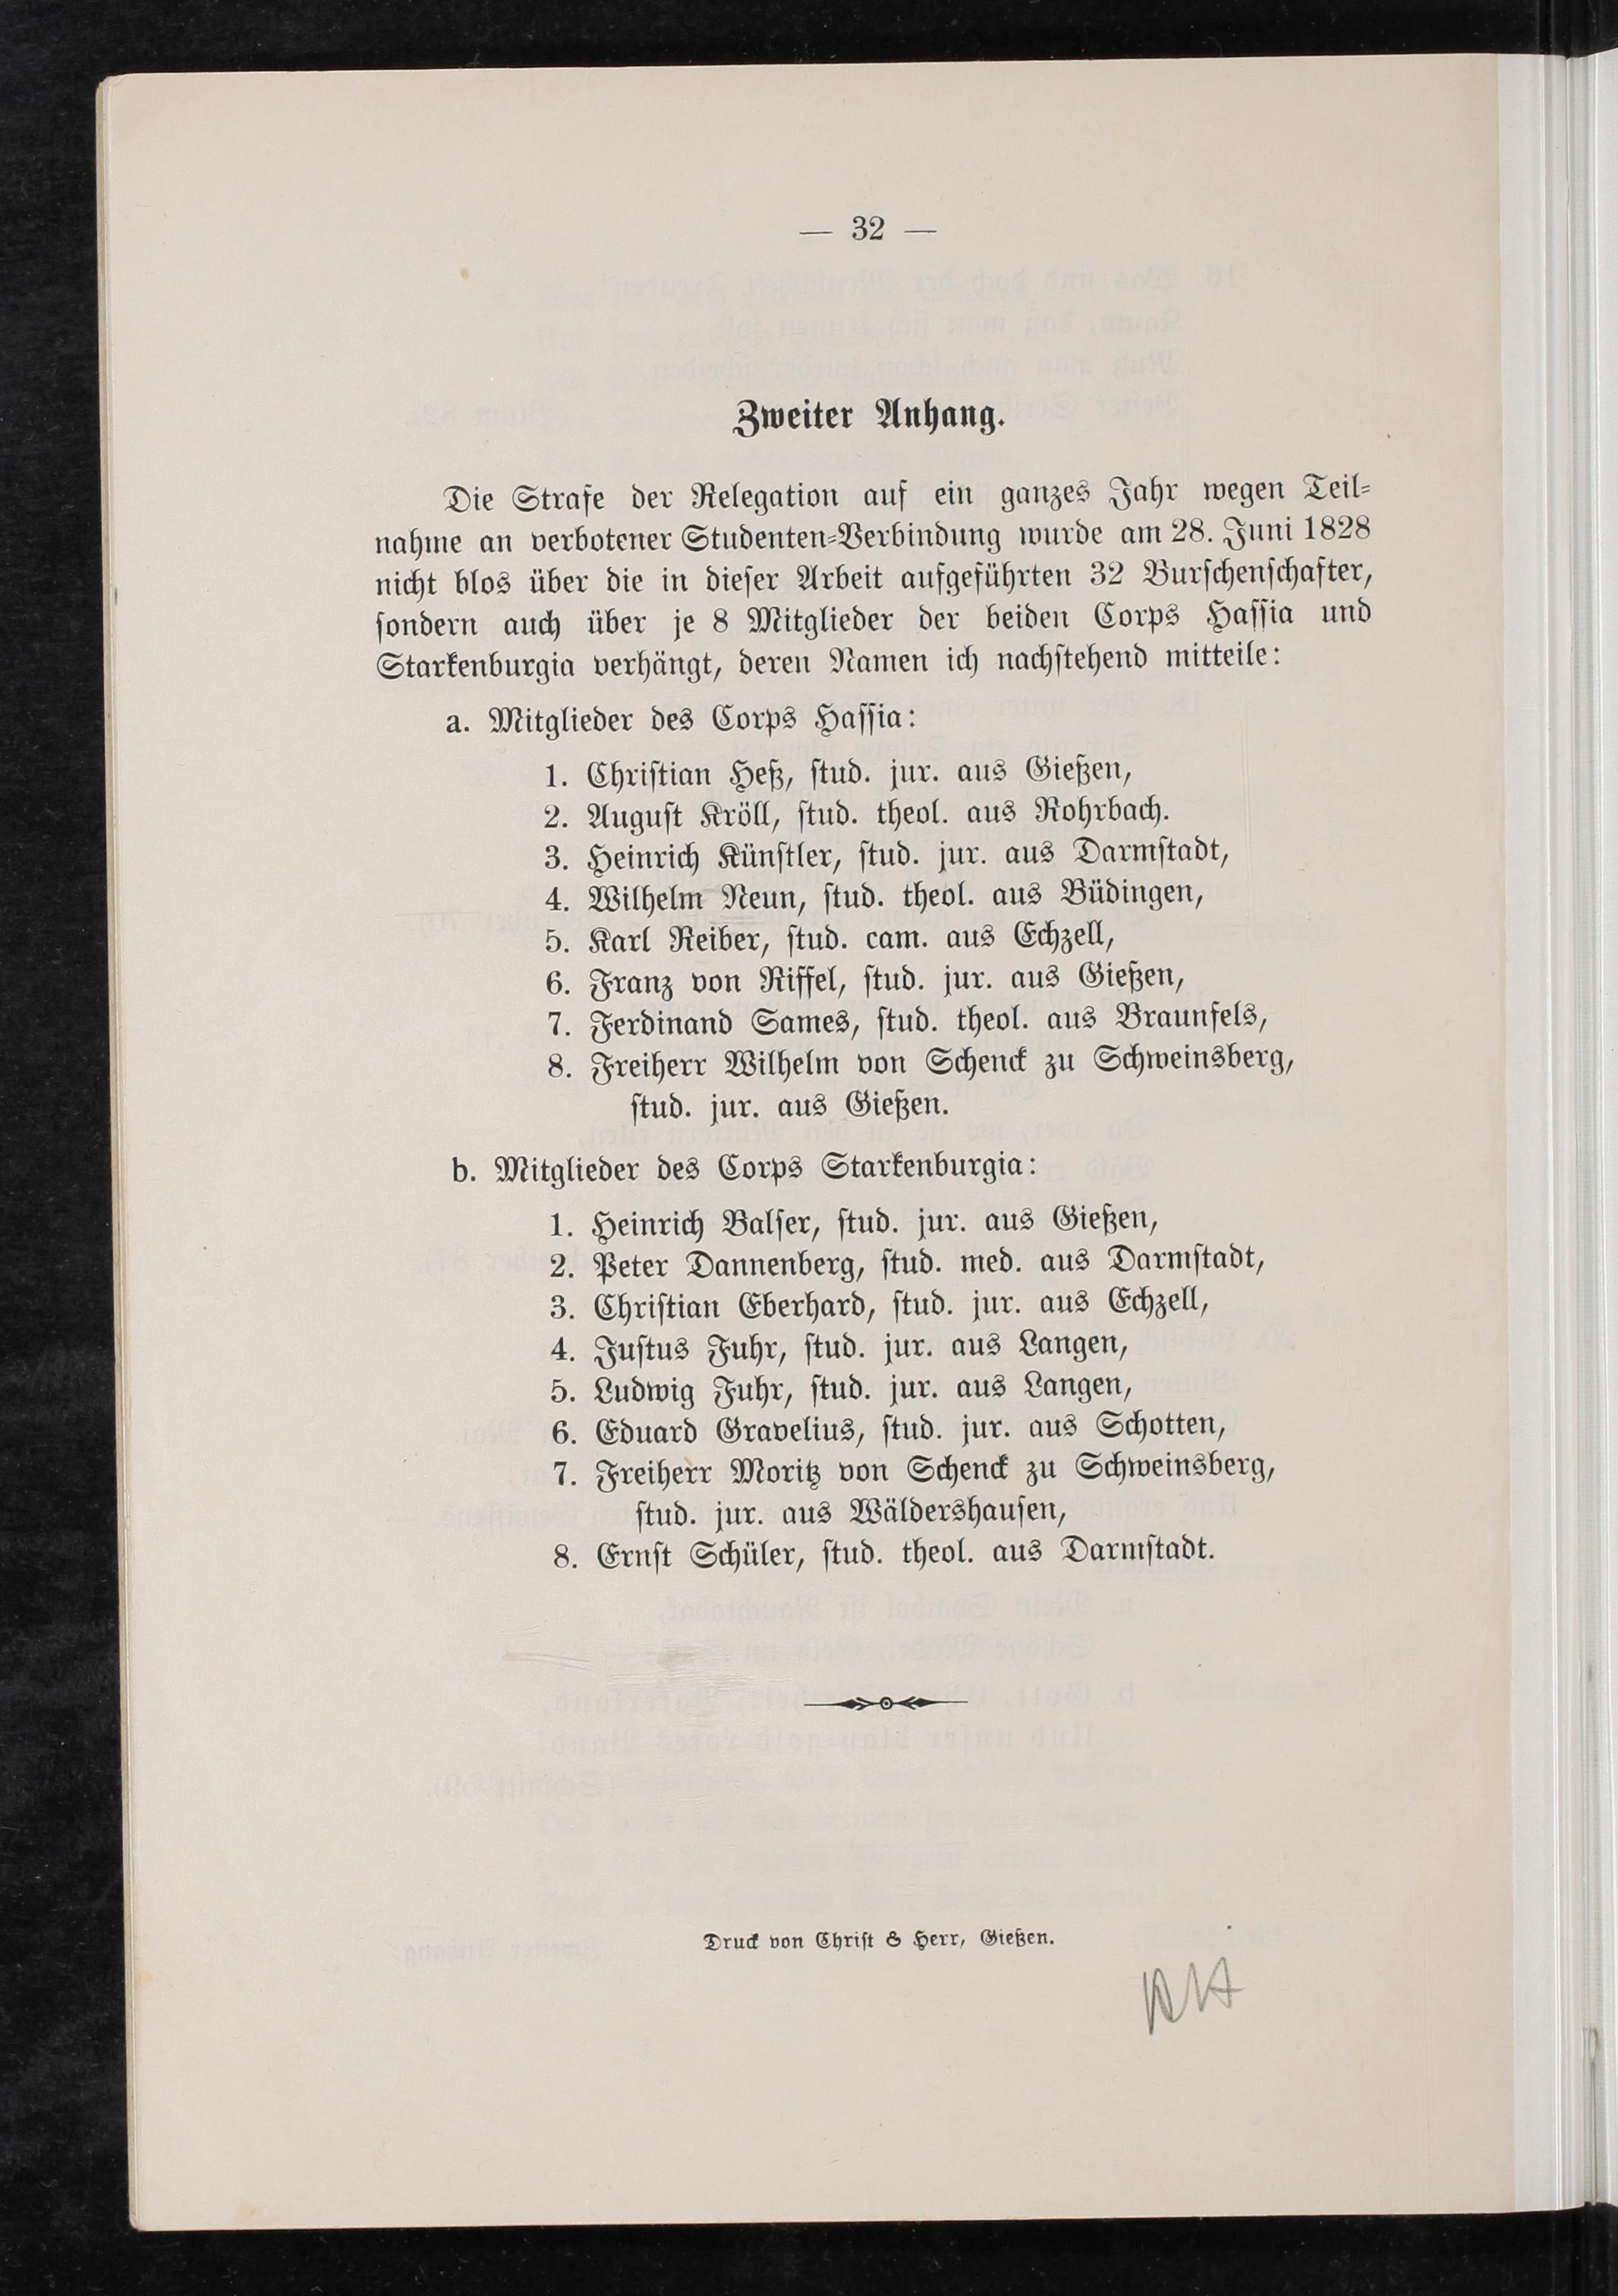 — 32 —
Zweiter Anhang.
Die Strafe der Relegation auf ein ganzes Jahr wegen Teil-
nahme an verbotener Studenten-Verbindung wurde am 28. Juni 1828
nicht blos über die in dieser Arbeit aufgeführten 32 Burschenschafter,
sondern auch über je 8 Mitglieder der beiden Corps Hassia und
Starkenburgia verhängt, deren Namen ich nachstehend mitteile:
a. Mitglieder des Corps Hassia:
1. Christian Heß, stud. jur. aus Gießen,
2. August Kröll, stud. theol. aus Rohrbach.
3. Heinrich Künstler, stud. jur. aus Darmstadt,
4. Wilhelm Neun, stud. theol. aus Büdingen,
5. Karl Reiber, stud. cam. aus Echzell,
6. Franz von Riffel, stud. jur. aus Gießen,
7. Ferdinand Sames, stud. theol. aus Braunfels,
8. Freiherr Wilhelm von Schenck zu Schweinsberg,
stud. jur. aus Gießen.
b. Mitglieder des Corps Starkenburgia:
1. Heinrich Balser, stud. jur. aus Gießen,
2. Peter Dannenberg, stud. med. aus Darmstadt,
3. Christian Eberhard, stud. jur. aus Echzell,
4. Justus Fuhr, stud. jur. aus Langen,
5. Ludwig Fuhr, stud. jur. aus Langen,
6. Eduard Gravelius, stud. jur. aus Schotten,
7. Freiherr Moritz von Schenck zu Schweinsberg,
stud. jur. aus Wäldershausen,
8. Ernst Schüler, stud. theol. aus Darmstadt.
Druck von Christ & Herr, Gießen.